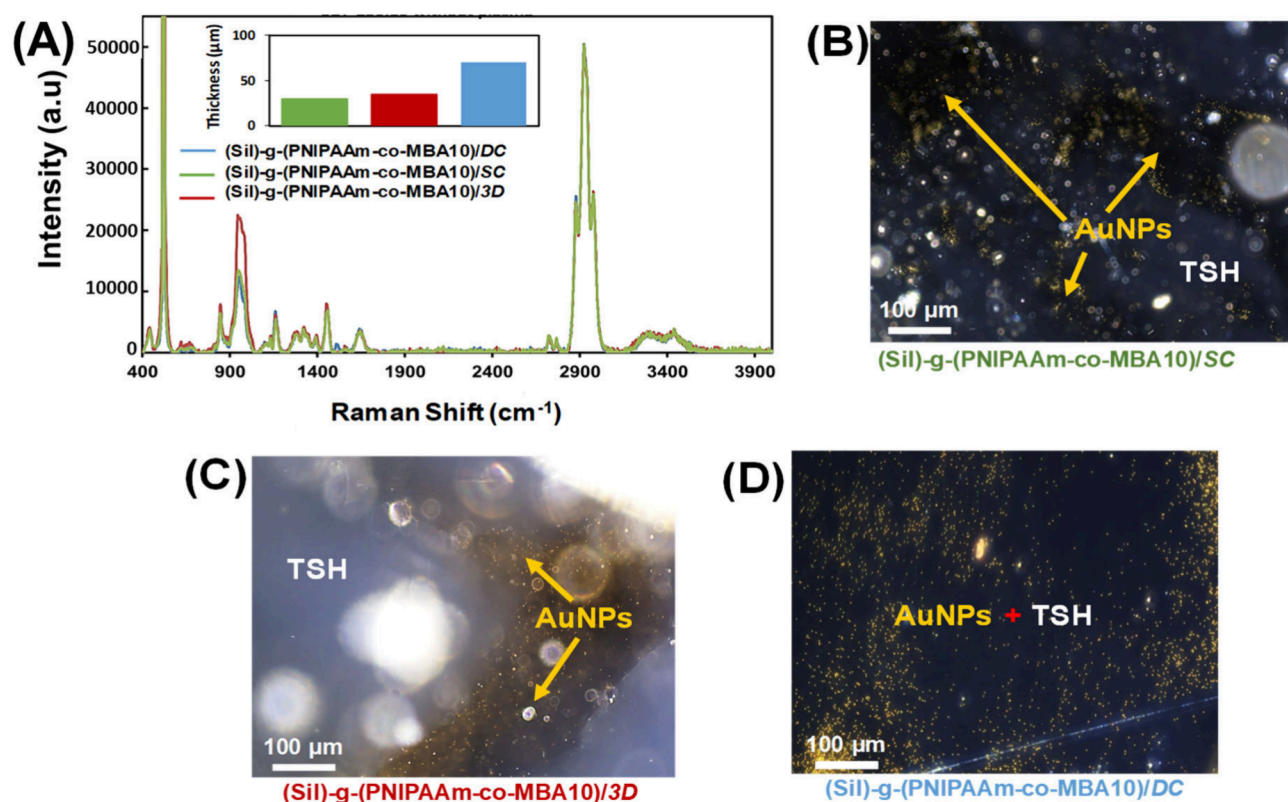 (A)
50000
40000
30000
20000
10000
0
Intensity (a.u)
100
50
0
Thickness (µm)
(Sil)-g-(PNIPAAm-co-MBA10)/DC
(Sil)-g-(PNIPAAm-co-MBA10)/SC
(Sil)-g-(PNIPAAm-co-MBA10)/3D
400 900 1400 1900 2400 2900 3400 3900
Raman Shift (cm-1)
(B)
AuNPs
TSH
100 µm
(Sil)-g-(PNIPAAm-co-MBA10)/SC
(C)
TSH
AuNPs
100 µm
(Sil)-g-(PNIPAAm-co-MBA10)/3D
(D)
AuNPs + TSH
100 µm
(Sil)-g-(PNIPAAm-co-MBA10)/DC